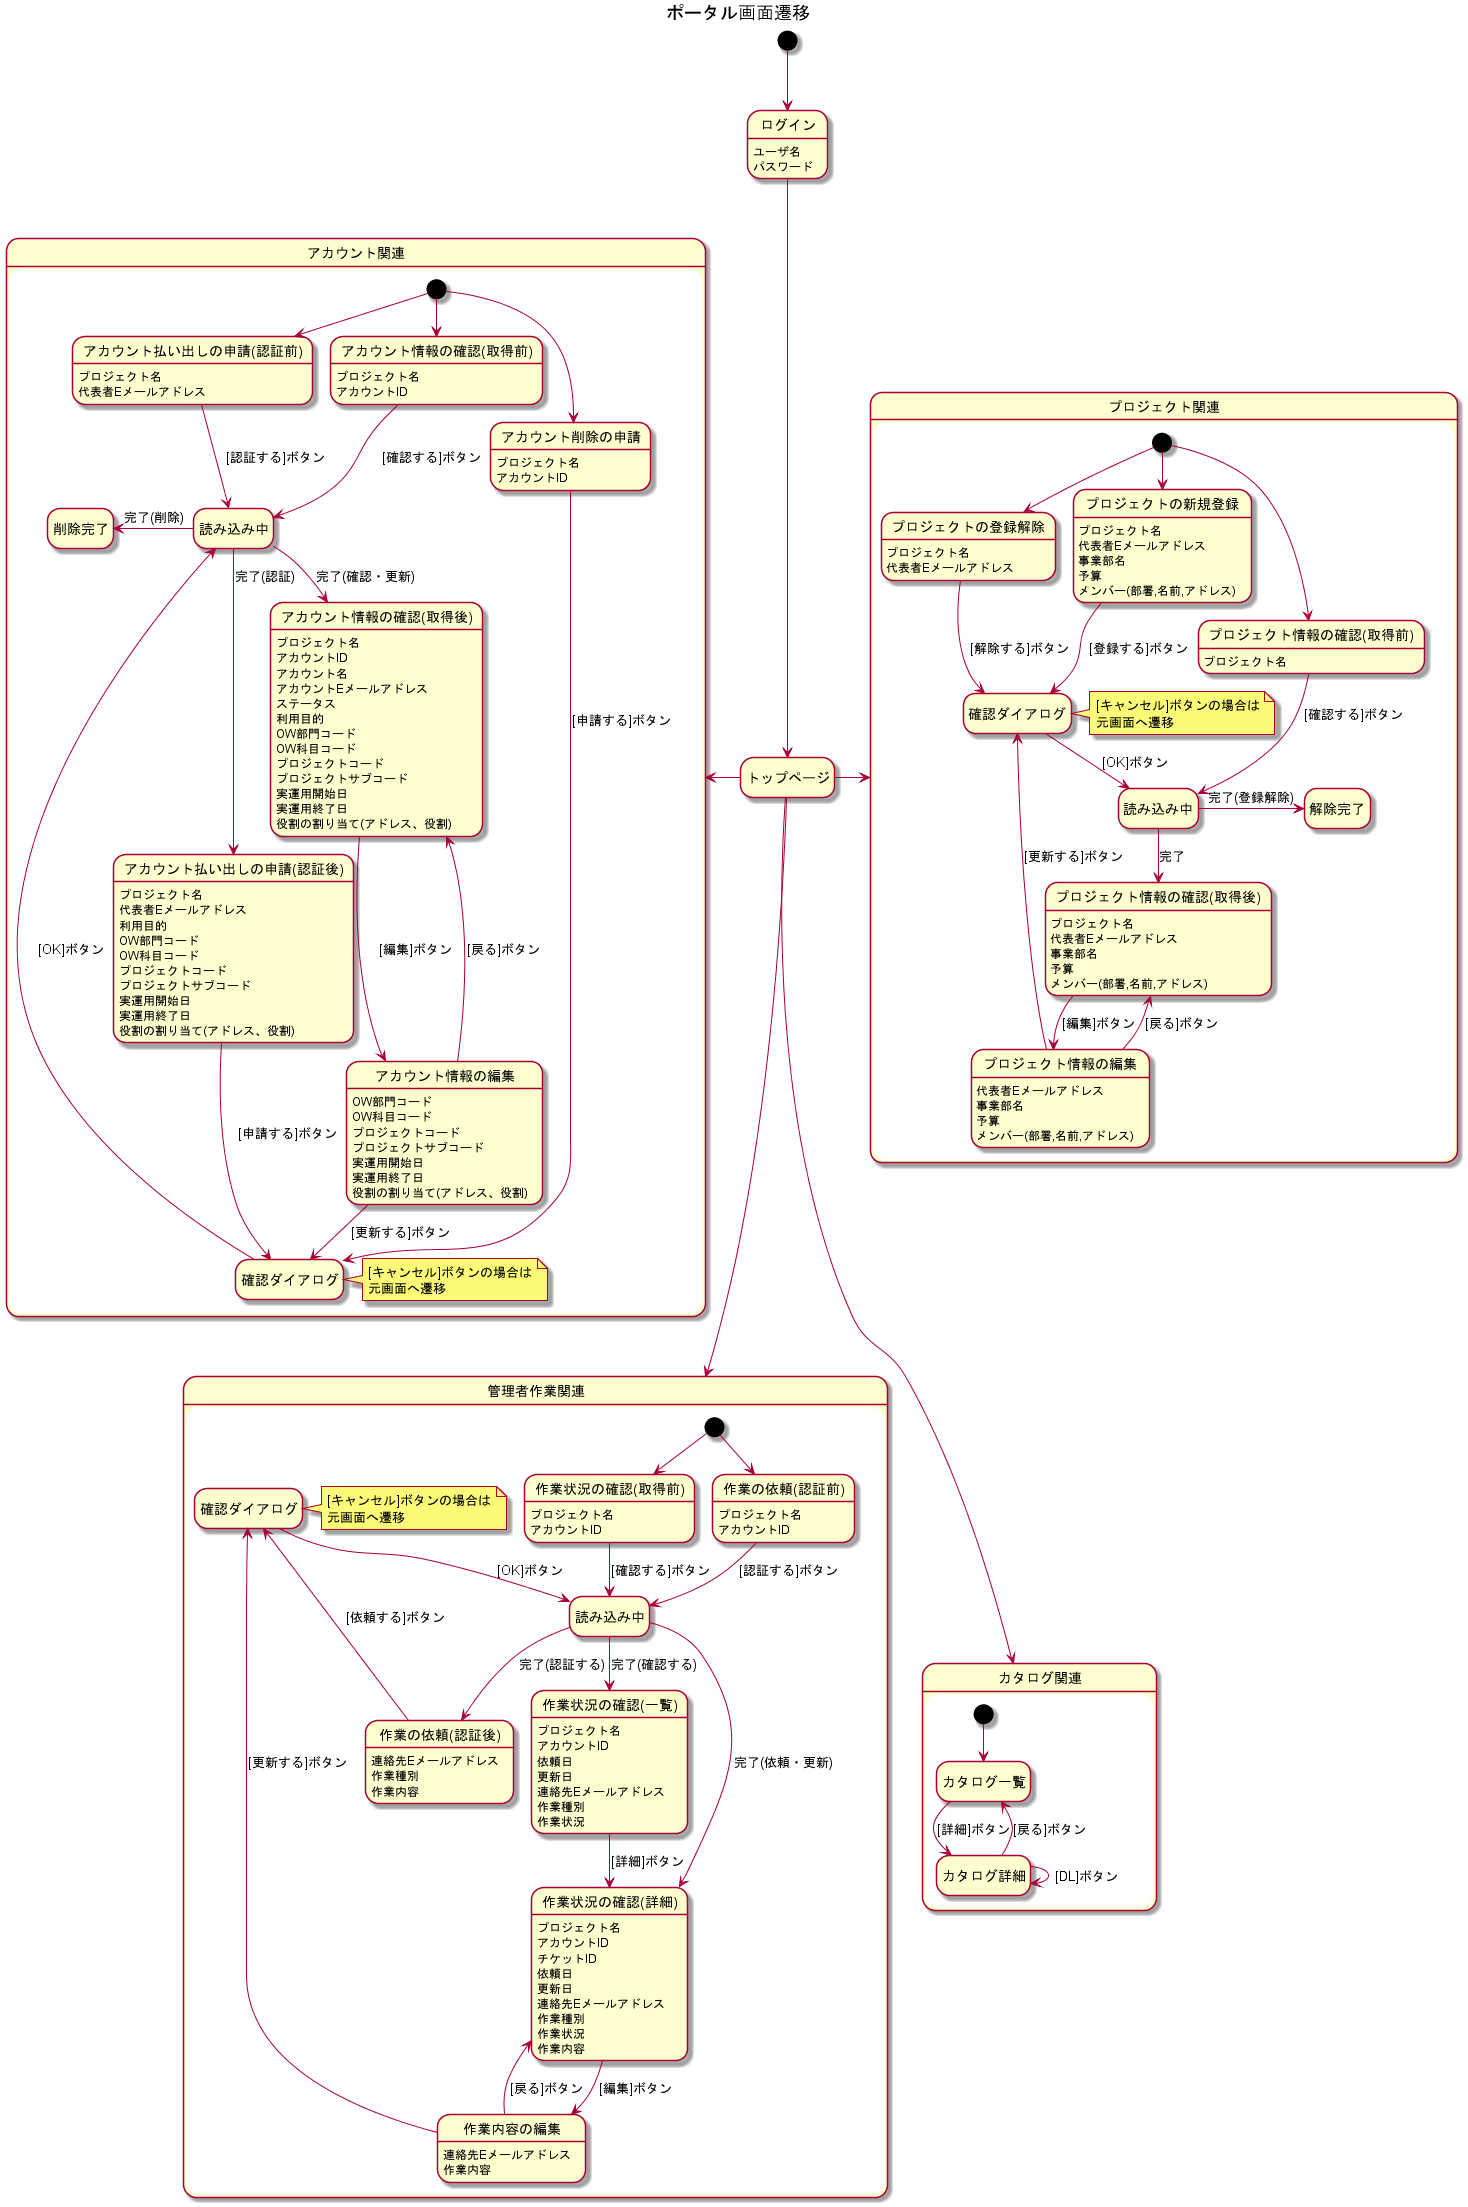 ポータル画面遷移
ログイン
ユーザ名
パスワード
アカウント関連
アカウント払い出しの申請(認証前)
プロジェクト名
代表者Eメールアドレス
アカウント情報の確認(取得前)
プロジェクト名
アカウントID
アカウント削除の申請
プロジェクト名
アカウントID
[認証する]ボタン
[確認する]ボタン
削除完了
完了(削除)
読み込み中
完了(認証)
完了(確認・更新)
アカウント情報の確認(取得後)
プロジェクト名
アカウントID
アカウント名
アカウントEメールアドレス
ステータス
利用目的
OW部門コード
OW科目コード
プロジェクトコード
プロジェクトサブコード
実運用開始日
実運用終了日
役割の割り当て(アドレス、役割)
[申請する]ボタン
アカウント払い出しの申請(認証後)
プロジェクト名
代表者Eメールアドレス
利用目的
OW部門コード
OW科目コード
プロジェクトコード
プロジェクトサブコード
実運用開始日
実運用終了日
役割の割り当て(アドレス、役割)
[OK]ボタン
[編集]ボタン
[戻る]ボタン
アカウント情報の編集
OW部門コード
OW科目コード
プロジェクトコード
プロジェクトサブコード
実運用開始日
実運用終了日
役割の割り当て(アドレス、役割)
[申請する]ボタン
[更新する]ボタン
確認ダイアログ
[キャンセル]ボタンの場合は
元画面へ遷移
トップページ
プロジェクト関連
プロジェクトの登録解除
プロジェクト名
代表者Eメールアドレス
プロジェクトの新規登録
プロジェクト名
代表者Eメールアドレス
事業部名
予算
メンバー(部署,名前,アドレス)
プロジェクト情報の確認(取得前)
プロジェクト名
[解除する]ボタン
[登録する]ボタン
確認ダイアログ
[キャンセル]ボタンの場合は
元画面へ遷移
[確認する]ボタン
[OK]ボタン
読み込み中
完了(登録解除)
解除完了
[更新する]ボタン
完了
プロジェクト情報の確認(取得後)
プロジェクト名
代表者Eメールアドレス
事業部名
予算
メンバー(部署,名前,アドレス)
[編集]ボタン
[戻る]ボタン
プロジェクト情報の編集
代表者Eメールアドレス
事業部名
予算
メンバー(部署,名前,アドレス)
管理者作業関連
確認ダイアログ
[キャンセル]ボタンの場合は
元画面へ遷移
作業状況の確認(取得前)
プロジェクト名
アカウントID
作業の依頼(認証前)
プロジェクト名
アカウントID
[OK]ボタン
[確認する]ボタン
[認証する]ボタン
[依頼する]ボタン
読み込み中
完了(認証する)
完了(確認する)
作業の依頼(認証後)
連絡先Eメールアドレス
作業種別
作業内容
作業状況の確認(一覧)
プロジェクト名
アカウントID
依頼日
更新日
連絡先Eメールアドレス
作業種別
作業状況
[更新する]ボタン
完了(依頼・更新)
[詳細]ボタン
作業状況の確認(詳細)
プロジェクト名
アカウントID
チケットID
依頼日
更新日
連絡先Eメールアドレス
作業種別
作業状況
作業内容
[戻る]ボタン
[編集]ボタン
作業内容の編集
連絡先Eメールアドレス
作業内容
カタログ関連
カタログ一覧
[詳細]ボタン
[戻る]ボタン
カタログ詳細
[DL]ボタン